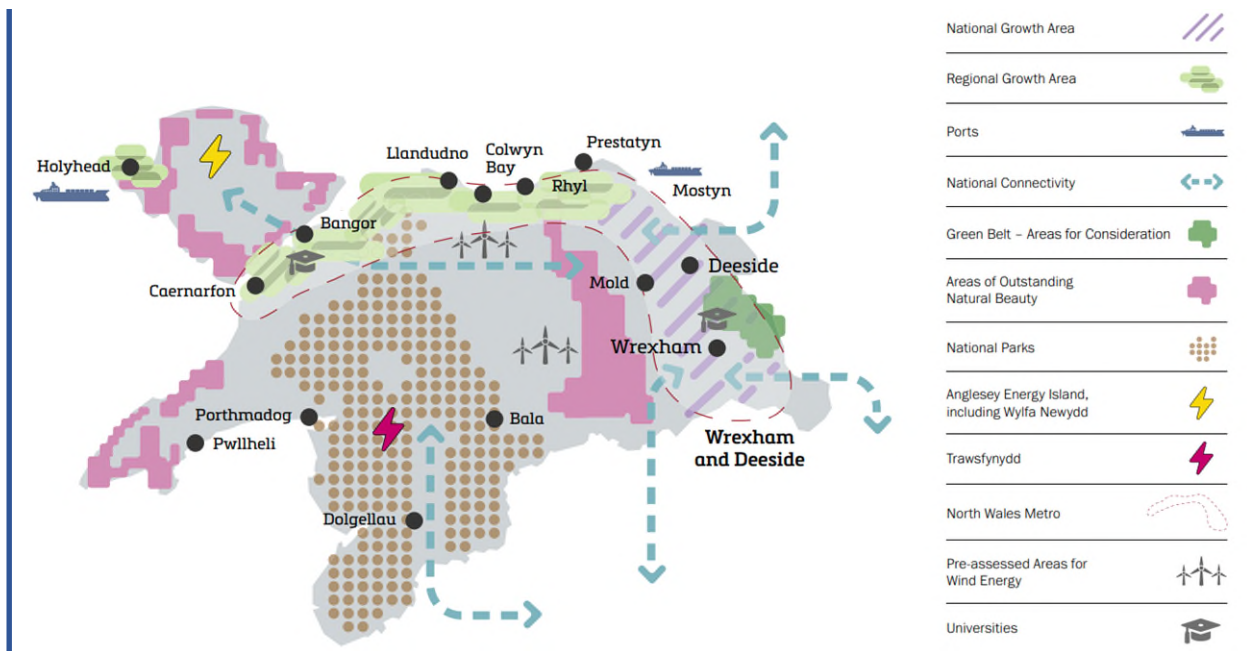 Holyhead
Llandudno
Colwyn
Bay
Prestatyn
Rhyl
Mostyn
Bangor
Caernarfon
Mold
Deeside
Wrexham
Porthmadog
Pwllheli
Bala
Wrexham
and Deeside
Dolgellau
National Growth Area
Regional Growth Area
Ports
National Connectivity
Green Belt – Areas for Consideration
Areas of Outstanding
Natural Beauty
National Parks
Anglesey Energy Island,
including Wylfa Newydd
Trawsfynydd
North Wales Metro
Pre-assessed Areas for
Wind Energy
Universities